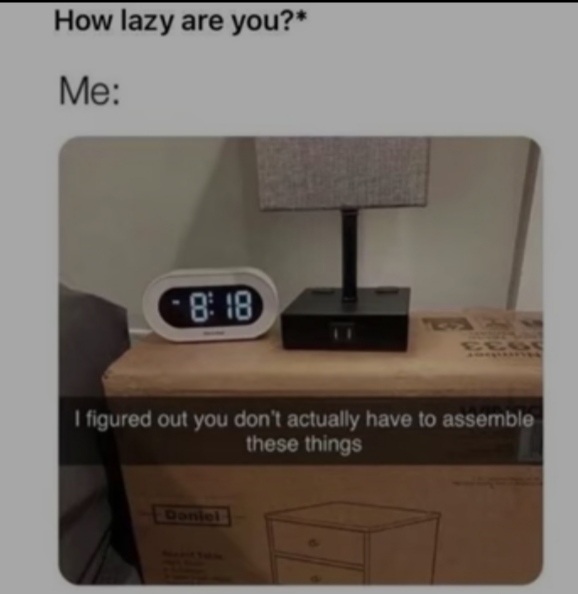 How lazy are you?*
Me:
8:18
I figured out you don't actually have to assemble
these things
Daniel